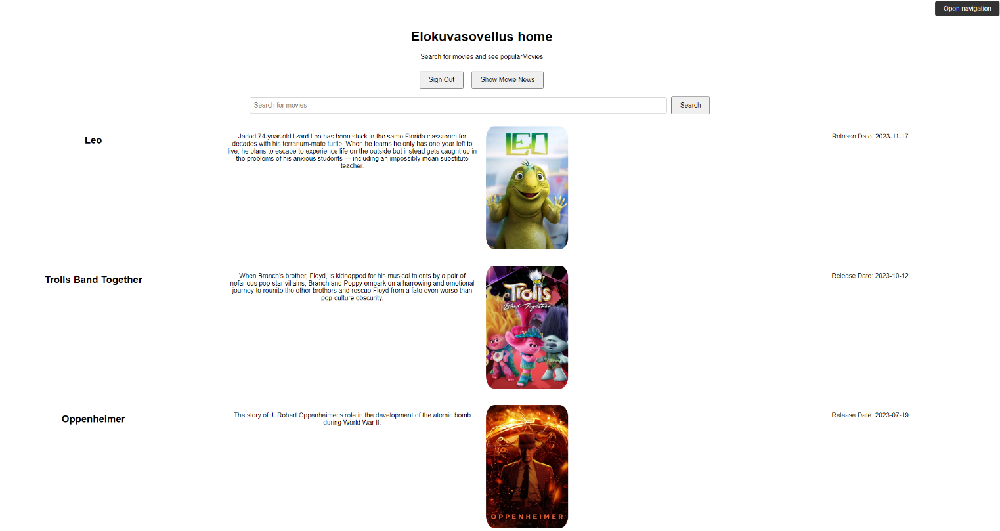 Open navigation
Elokuvasovellus home
Search for movies and see popularMovies
Sign Out
Show Movie News
Search for movies
Search
Leo
Jaded 74-year-old lizard Leo has been stuck in the same Florida classroom for
decades with his terrarium-mate turtle. When he learns he only has one year left to
live, he plans to escape to experience life on the outside but instead gets caught up in
the problems of his anxious students — including an impossibly mean substitute
teacher.
LEO
Release Date: 2023-11-17
Trolls Band Together
When Branch's brother, Floyd, is kidnapped for his musical talents by a pair of
nefarious pop-star villains, Branch and Poppy embark on a harrowing and emotional
journey to reunite the other brothers and rescue Floyd from a fate even worse than
pop-culture obscurity.
Trolls
Band Together
Release Date: 2023-10-12
Oppenheimer
The story of J. Robert Oppenheimer's role in the development of the atomic bomb
during World War II.
OPPENHEIMER
Release Date: 2023-07-19